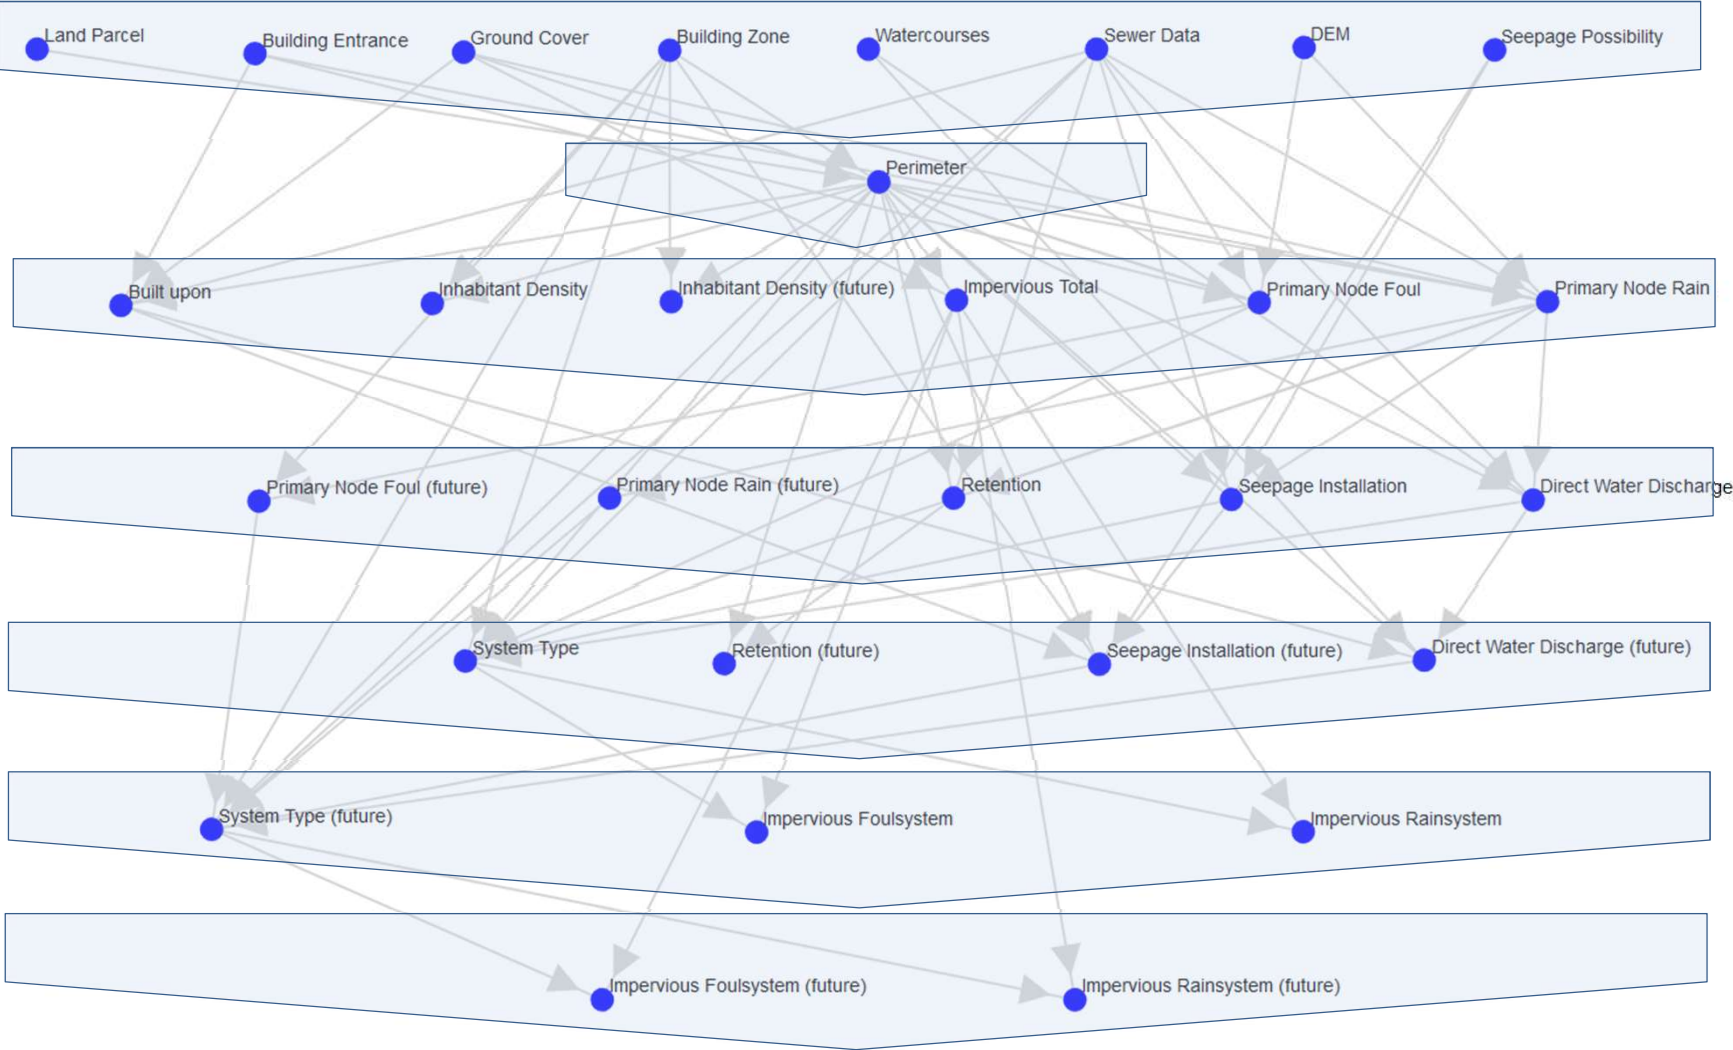 Land Parcel
Building Entrance
Ground Cover
Building Zone
Watercourses
Sewer Data
DEM
Seepage Possibility
Perimeter
Built upon
Inhabitant Density
Inhabitant Density (future)
Impervious Total
Primary Node Foul
Primary Node Rain
Primary Node Foul (future)
Primary Node Rain (future)
Retention
Seepage Installation
Direct Water Discharge
System Type
Retention (future)
Seepage Installation (future)
Direct Water Discharge (future)
System Type (future)
Impervious Foulsystem
Impervious Rainsystem
Impervious Foulsystem (future)
Impervious Rainsystem (future)